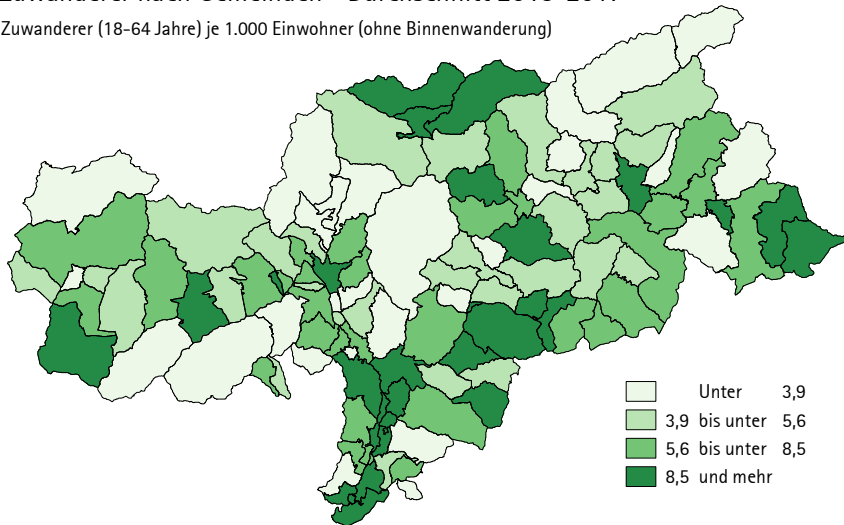 Zuwanderer (18-64 Jahre) je 1.000 Einwohner (ohne Binnenwanderung)
Unter 3,9
3,9 bis unter 5,6
5,6 bis unter 8,5
8,5 und mehr